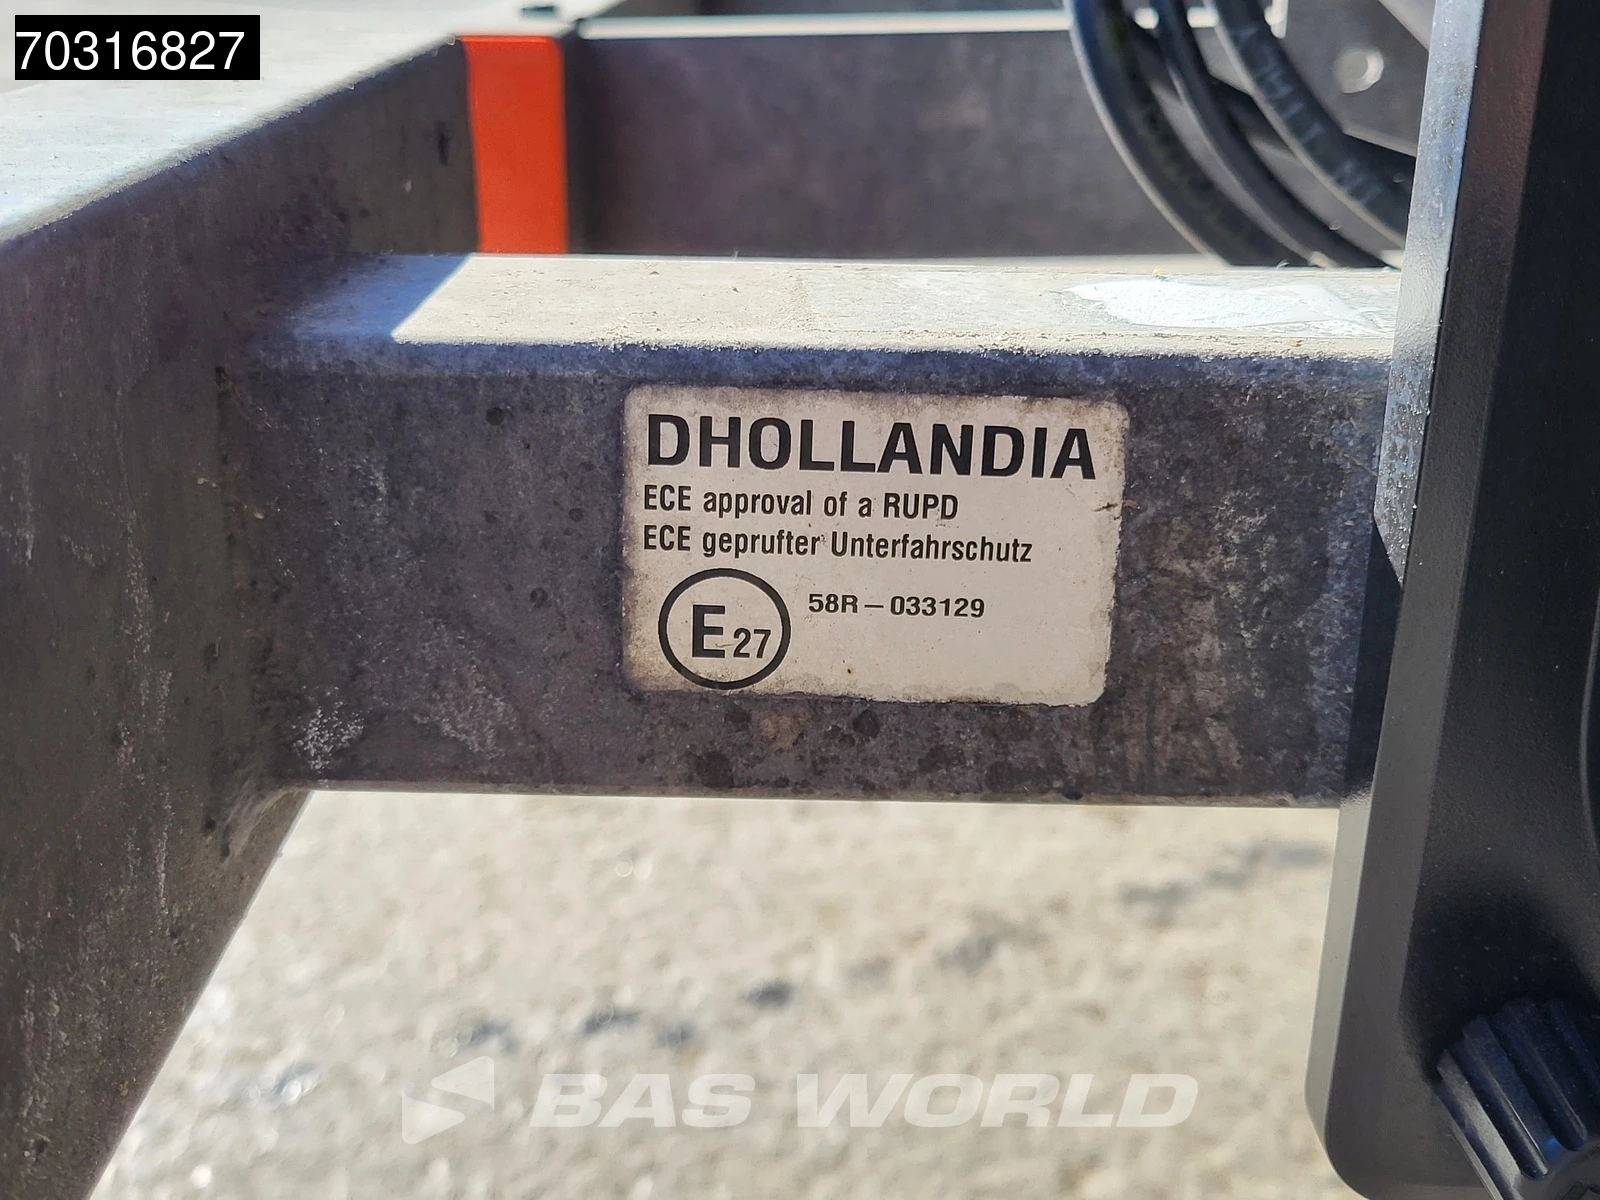 70316827
DHOLLANDIA
ECE approval of a RUPD
ECE geprufter Unterfahrschutz
58R – 033129
E27
BAS WORLD